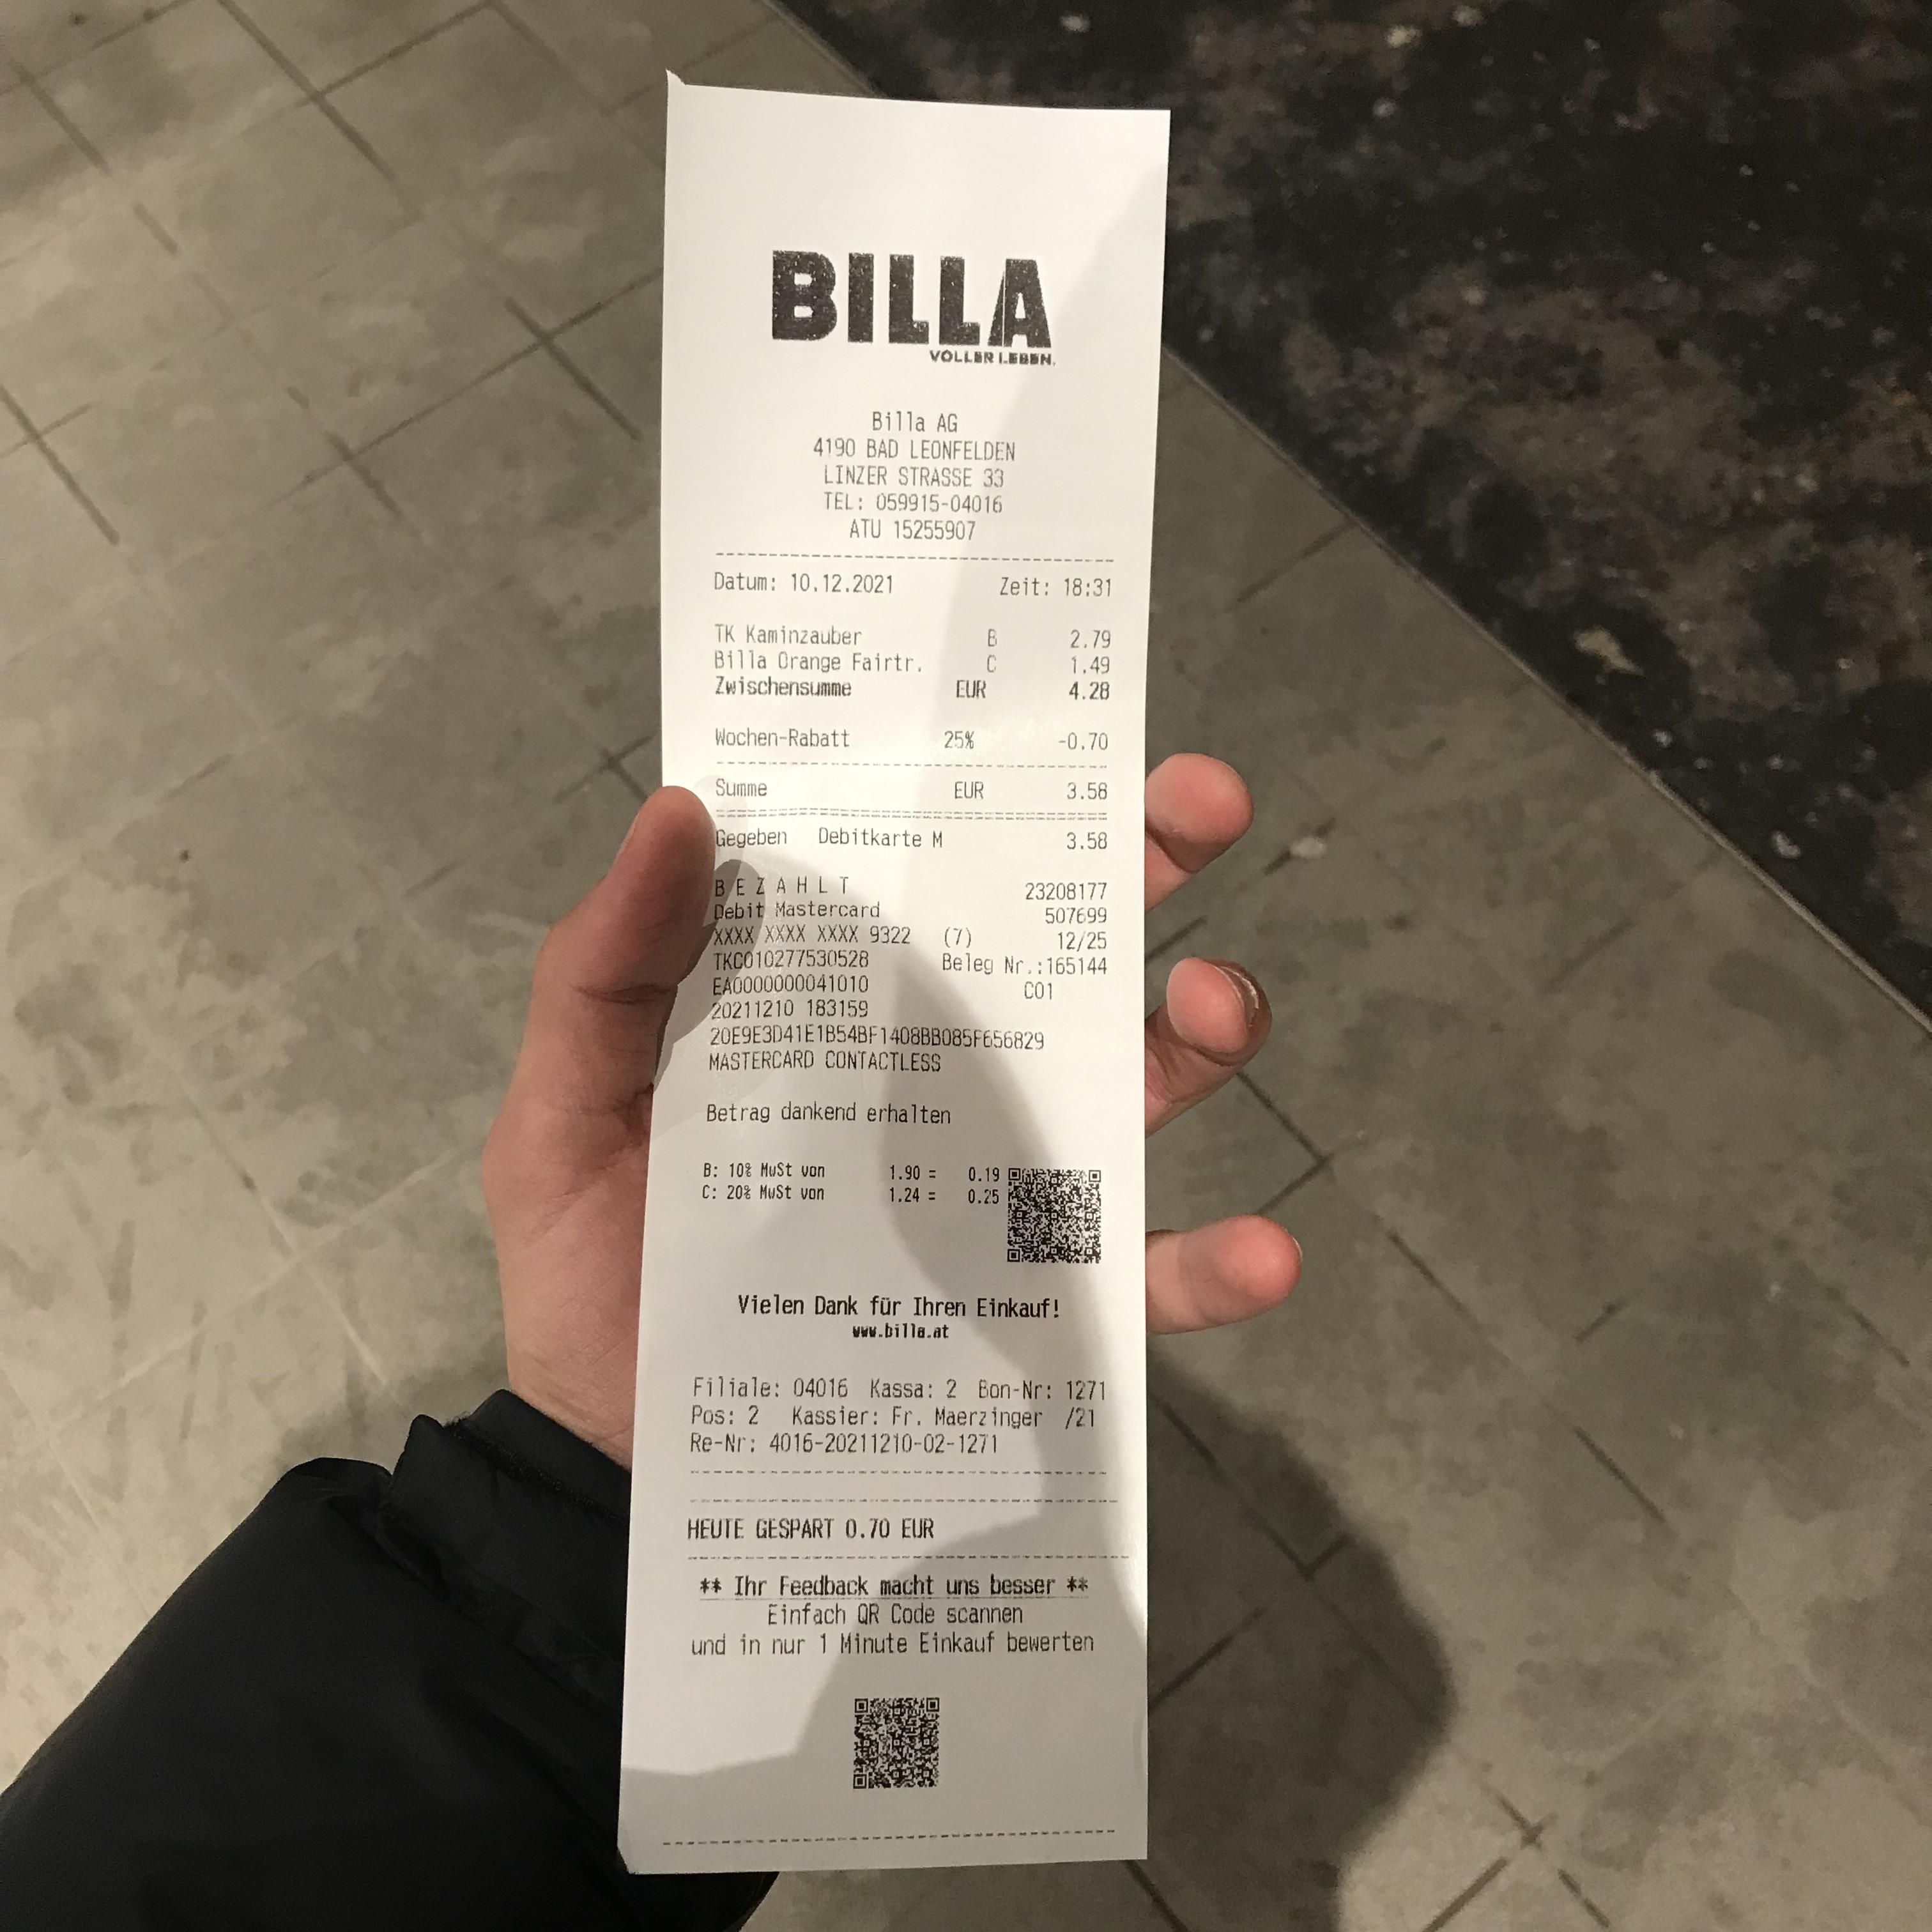 BILLA
VOLLER LEBEN.
Billa AG
4190 BAD LEONFELDEN
LINZER STRASSE 33
TEL: 059915-04016
ATU 15255907
Datum: 10.12.2021 Zeit: 18:31
TK Kaminzauber B 2.79
Billa Orange Fairtr. C 1.49
Zwischensumme EUR 4.28
Wochen-Rabatt 25% -0.70
Summe EUR 3.58
Gegeben Debitkarte M 3.58
B E Z A H L T 23208177
Debit Mastercard 507699
XXXX XXXX XXXX 9322 (7) 12/25
TKC010277530528 Beleg Nr.:165144
EA0000000041010 C01
20211210 183159
20E9E3D41E1B54BF1408BB085F656829
MASTERCARD CONTACTLESS
Betrag dankend erhalten
B: 10% MwSt von 1.90 = 0.19
C: 20% MwSt von 1.24 = 0.25
Vielen Dank für Ihren Einkauf!
www.billa.at
Filiale: 04016 Kassa: 2 Bon-Nr: 1271
Pos: 2 Kassier: Fr. Maerzinger /21
Re-Nr: 4016-20211210-02-1271
HEUTE GESPART 0.70 EUR
** Ihr Feedback macht uns besser **
Einfach QR Code scannen
und in nur 1 Minute Einkauf bewerten